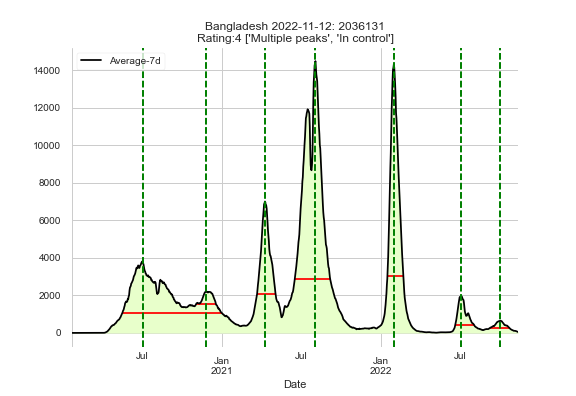 Bangladesh 2022-11-12: 2036131
Rating:4 ['Multiple peaks', 'In control']
Average-7d
14000
12000
10000
8000
6000
4000
2000
0
Jul
Jan
2021
Jul
Jan
2022
Jul
Date